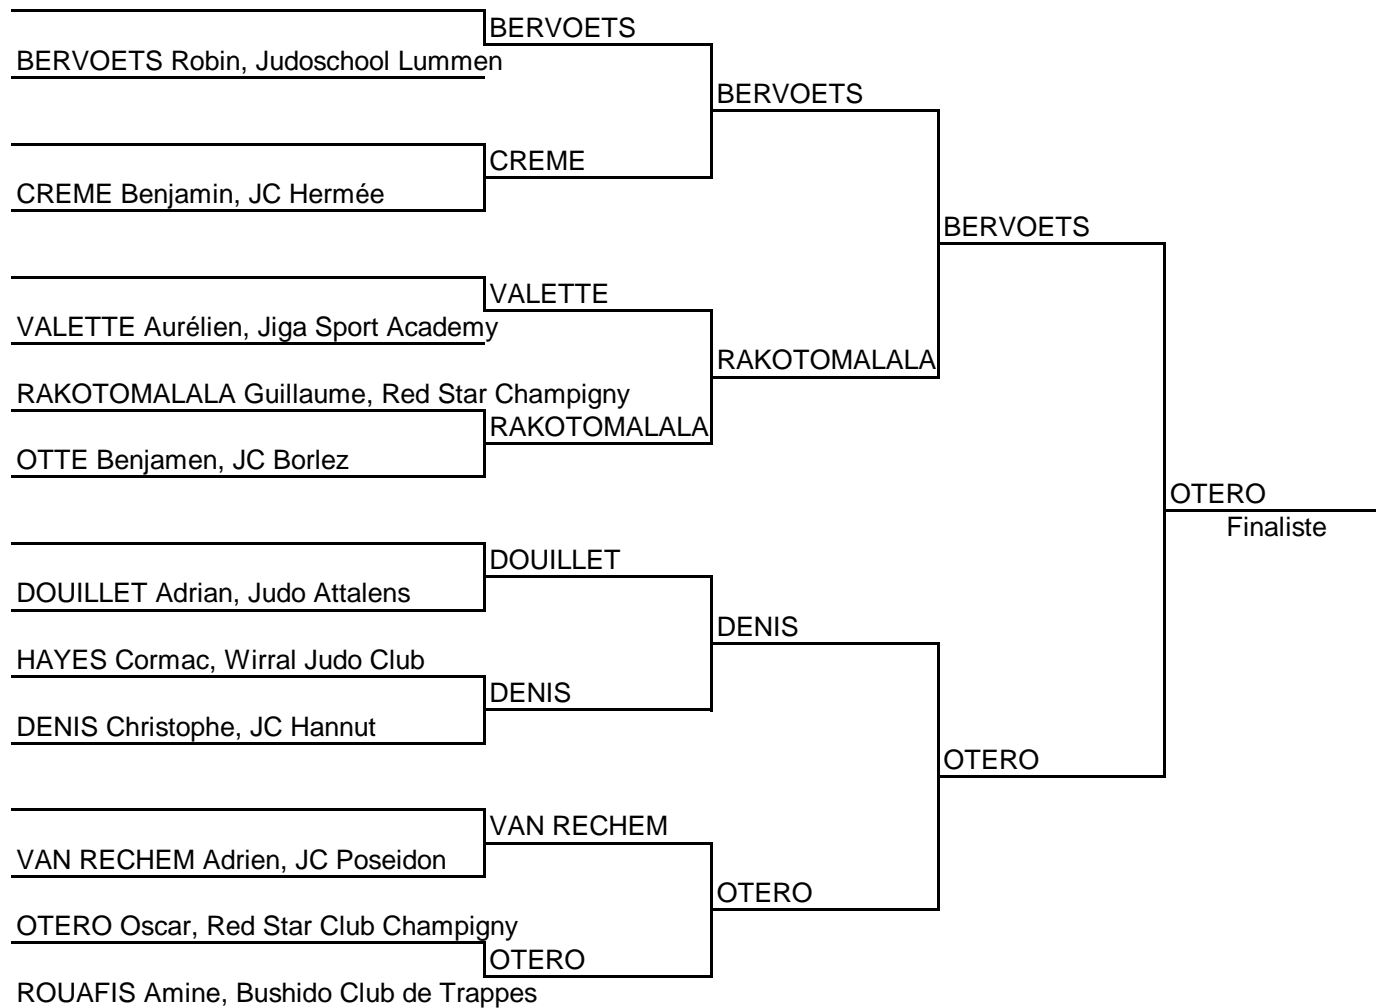 BERVOETS
BERVOETS Robin, Judoschool Lummen
BERVOETS
CREME
CREME Benjamin, JC Hermée
BERVOETS
VALETTE
VALETTE Aurélien, Jiga Sport Academy
RAKOTOMALALA
RAKOTOMALALA Guillaume, Red Star Champigny
RAKOTOMALALA
OTTE Benjamen, JC Borlez
OTERO
Finaliste
DOUILLET
DOUILLET Adrian, Judo Attalens
DENIS
HAYES Cormac, Wirral Judo Club
DENIS
DENIS Christophe, JC Hannut
OTERO
VAN RECHEM
VAN RECHEM Adrien, JC Poseidon
OTERO
OTERO Oscar, Red Star Club Champigny
OTERO
ROUAFIS Amine, Bushido Club de Trappes